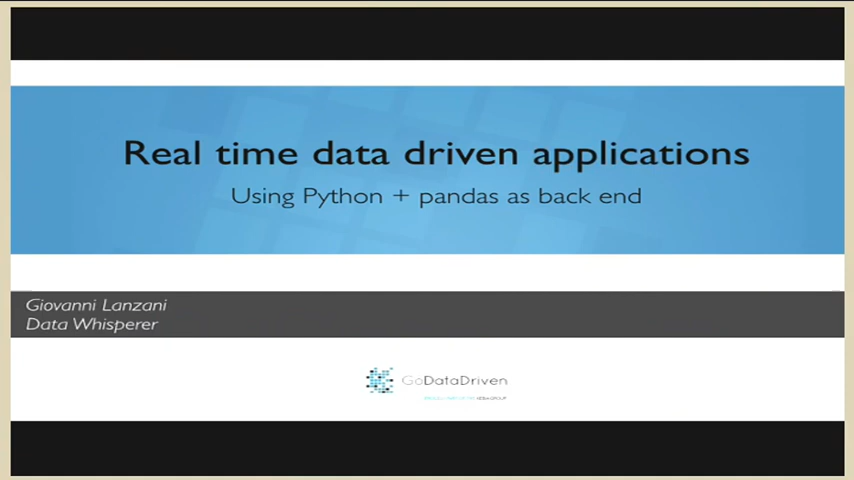 Real time data driven applications
Using Python + pandas as back end
Giovanni Lanzani
Data Whisperer
GoDataDriven